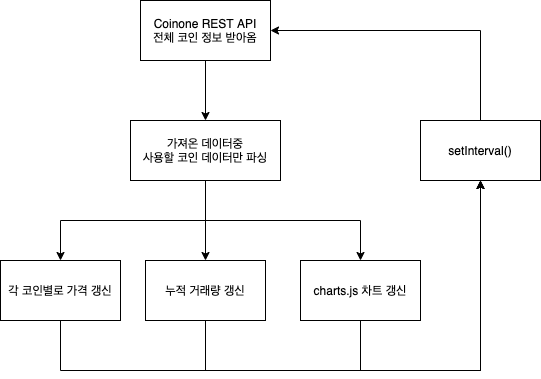 Coinone REST API
전체 코인 정보 받아옴
가져온 데이터중
사용할 코인 데이터만 파싱
setInterval()
각 코인별로 가격 갱신
누적 거래량 갱신
charts.js 차트 갱신